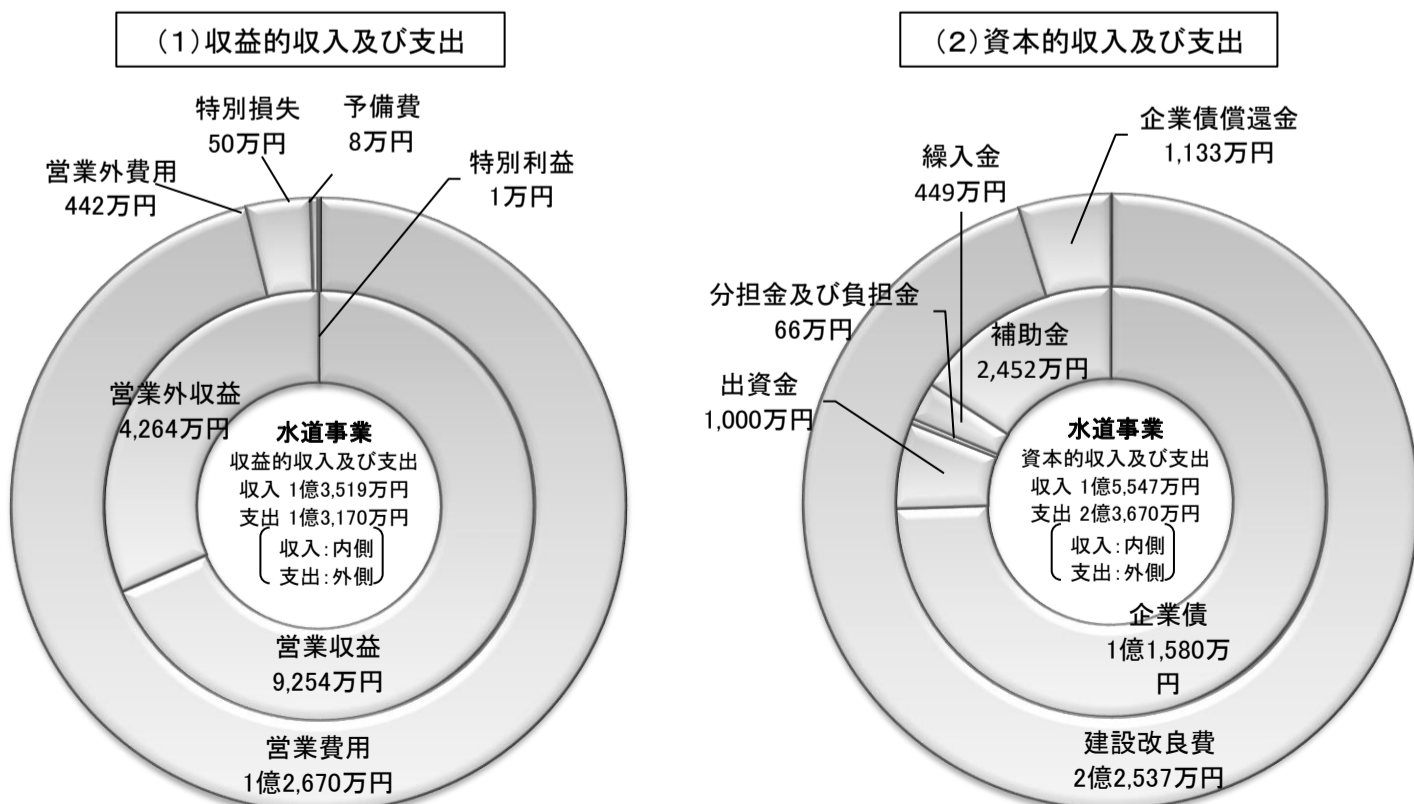 (1)収益的収入及び支出
特別損失
50万円
予備費
8万円
営業外費用
442万円
特別利益
1万円
営業外収益
4,264万円
水道事業
収益的収入及び支出
収入 1億3,519万円
支出 1億3,170万円
収入:内側
支出:外側
営業収益
9,254万円
営業費用
1億2,670万円
(2)資本的収入及び支出
企業債償還金
1,133万円
繰入金
449万円
分担金及び負担金
66万円
補助金
2,452万円
出資金
1,000万円
水道事業
資本的収入及び支出
収入 1億5,547万円
支出 2億3,670万円
収入:内側
支出:外側
企業債
1億1,580万
円
建設改良費
2億2,537万円